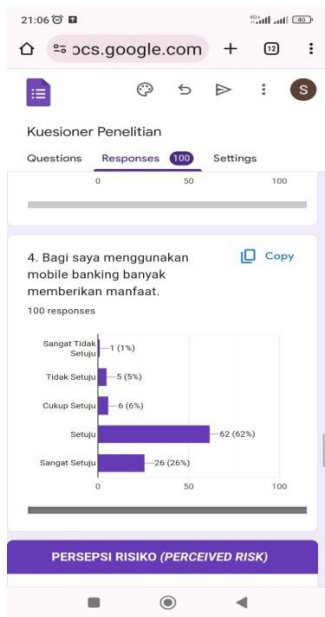 21:06
4G+
40
ocs.google.com
12
S
Kuesioner Penelitian
Questions Responses 100 Settings
0 50 100
4. Bagi saya menggunakan
mobile banking banyak
memberikan manfaat.
Copy
100 responses
Sangat Tidak
Setuju
1 (1%)
Tidak Setuju
5 (5%)
Cukup Setuju
6 (6%)
Setuju
62 (62%)
Sangat Setuju
26 (26%)
0 50 100
PERSEPSI RISIKO (PERCEIVED RISK)